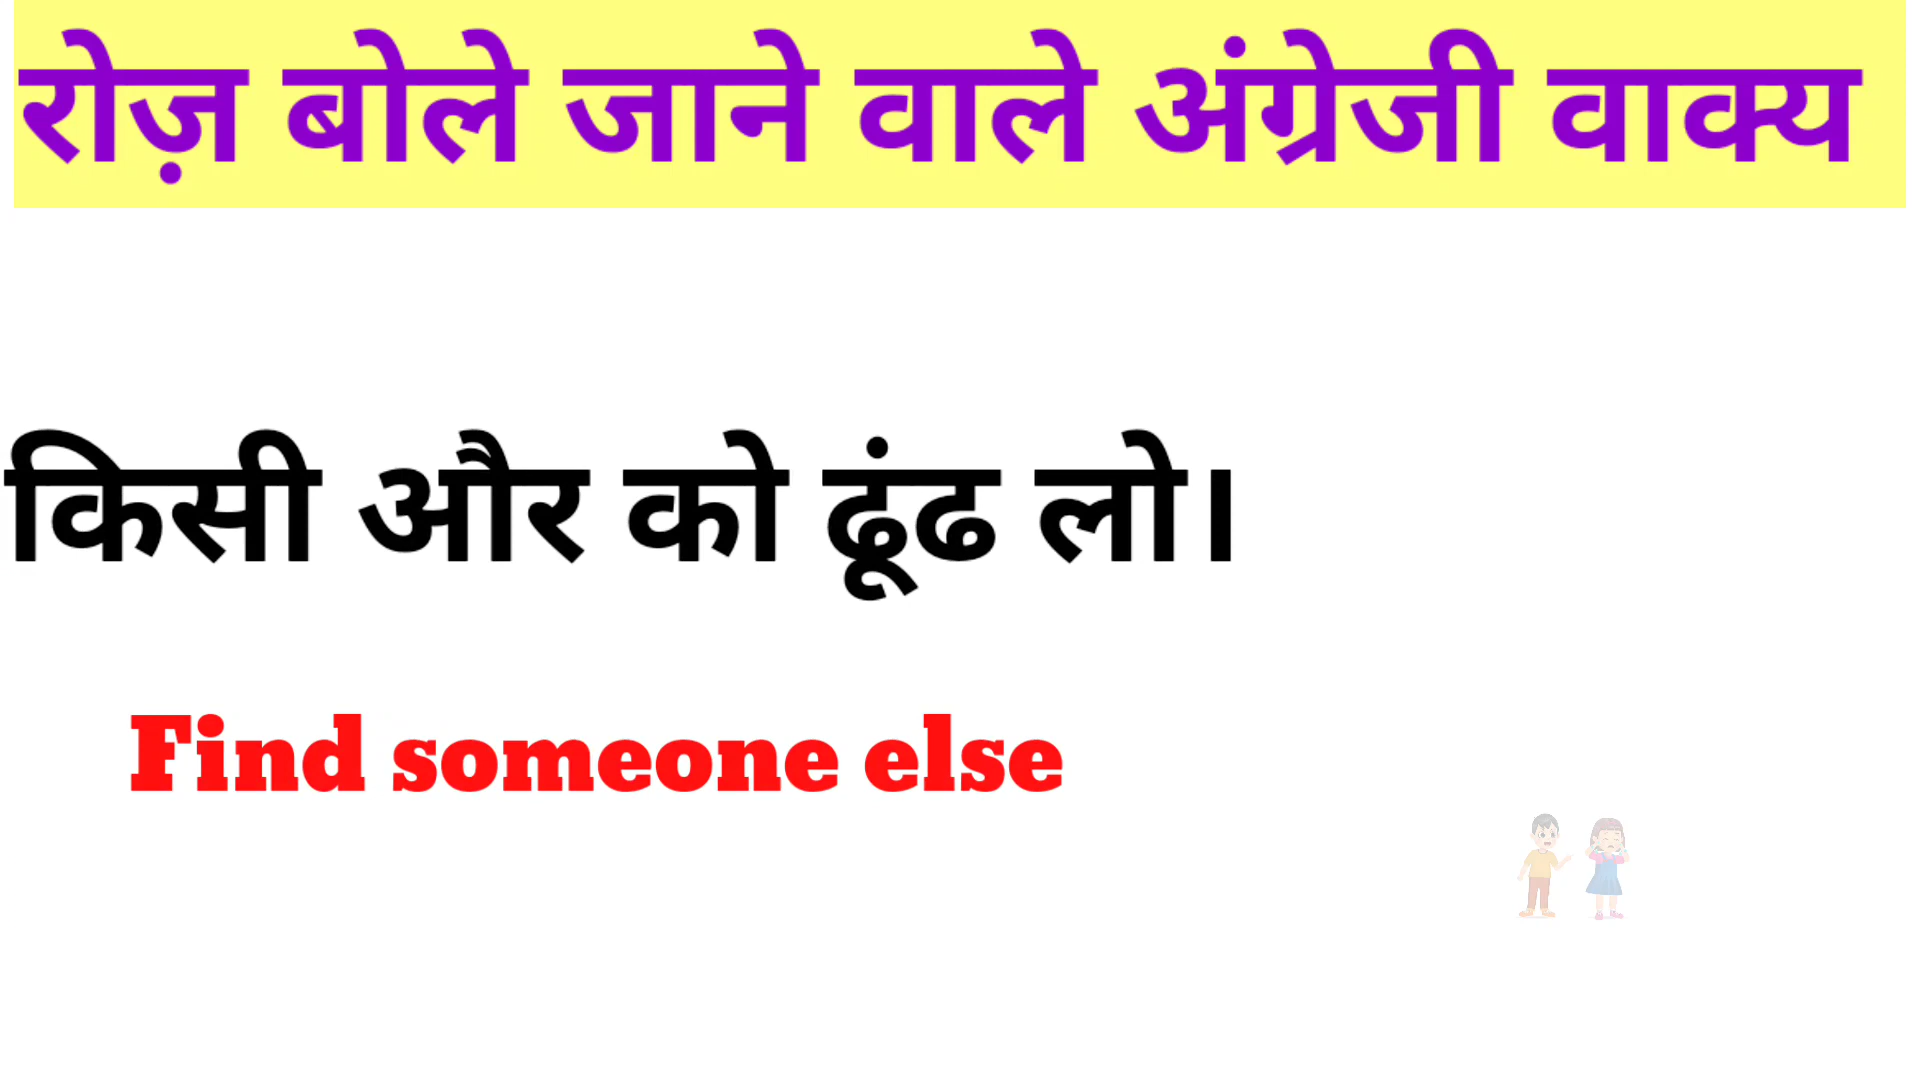 रोज़ बोले जाने वाले अंग्रेजी वाक्य
किसी और को ढूंढ लो।
Find someone else